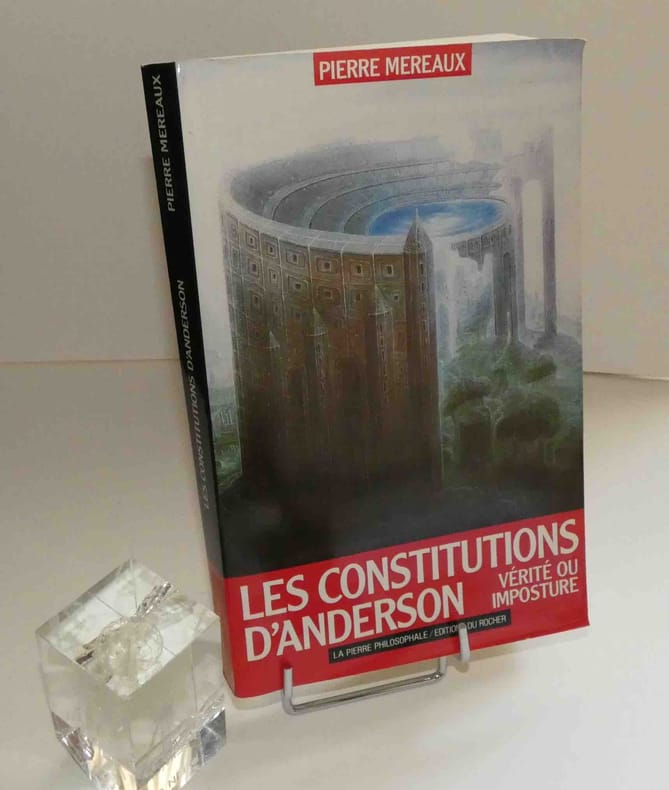 PIERRE MEREAUX
LES CONSTITUTIONS
D'ANDERSON
VÉRITÉ OU
IMPOSTURE
LA PIERRE PHILOSOPHALE / EDITIONS DU ROCHER
PIERRE MEREAUX
LES CONSTITUTIONS D'ANDERSON